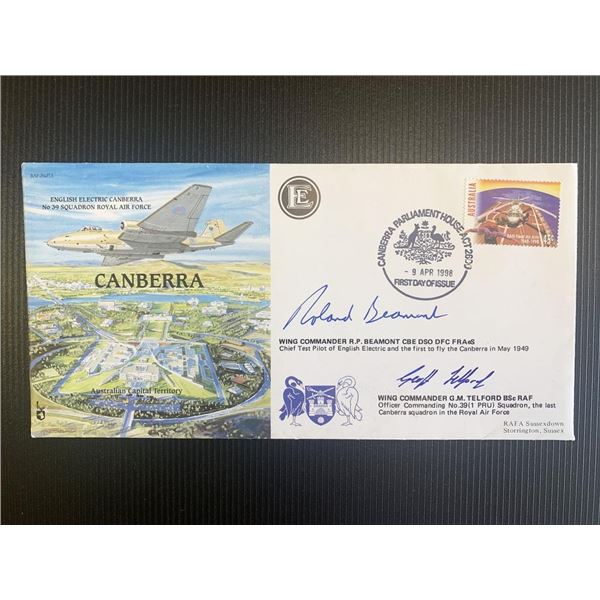 ENGLISH ELECTRIC CANBERRA
No 39 SQUADRON ROYAL AIR FORCE
CANBERRA
Australian Capital Territory
E E
CANBERRA PARLIAMENT HOUSE ACT 2600
- 9 APR 1998
FIRST DAY OF ISSUE
AUSTRALIA
45c
Roland Beamont
WING COMMANDER R.P. BEAMONT CBE DSO DFC FRAeS
Chief Test Pilot of English Electric and the first to fly the Canberra in May 1949
Geoff Telford
WING COMMANDER G.M. TELFORD BSc RAF
Officer Commanding No.39(1 PRU) Squadron, the last
Canberra squadron in the Royal Air Force
RAFA Sussexdown
Storrington, Sussex